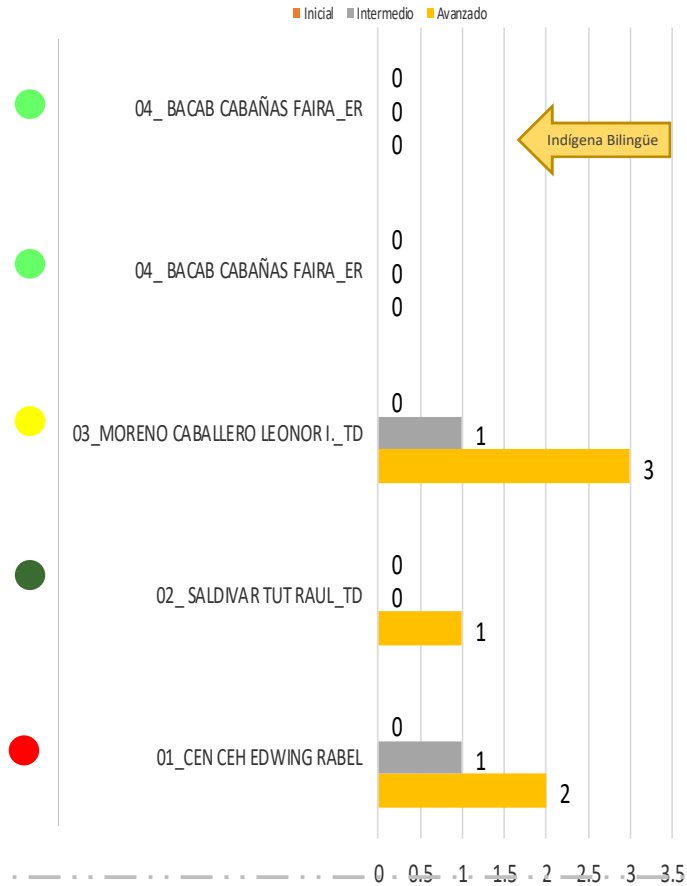 Inicial Intermedio Avanzado
0
04_ BACAB CABAÑAS FAIRA_ER
0
0
Indígena Bilingüe
0
04_ BACAB CABAÑAS FAIRA_ER
0
0
0
03_MORENO CABALLERO LEONOR I._TD
1
3
0
02_ SALDIVAR TUT RAUL_TD
0
1
0
01_CEN CEH EDWING RABEL
1
2
0 0.5 1 1.5 2 2.5 3 3.5